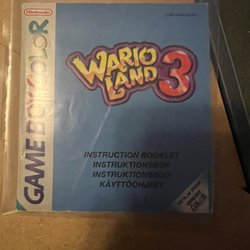 Nintendo
GAME BOY COLOR
WARIO
LAND 3
INSTRUCTION BOOKLET
INSTRUKTIONSBOK
INSTRUKTIONSBOG
KÄYTTÖOHJEET